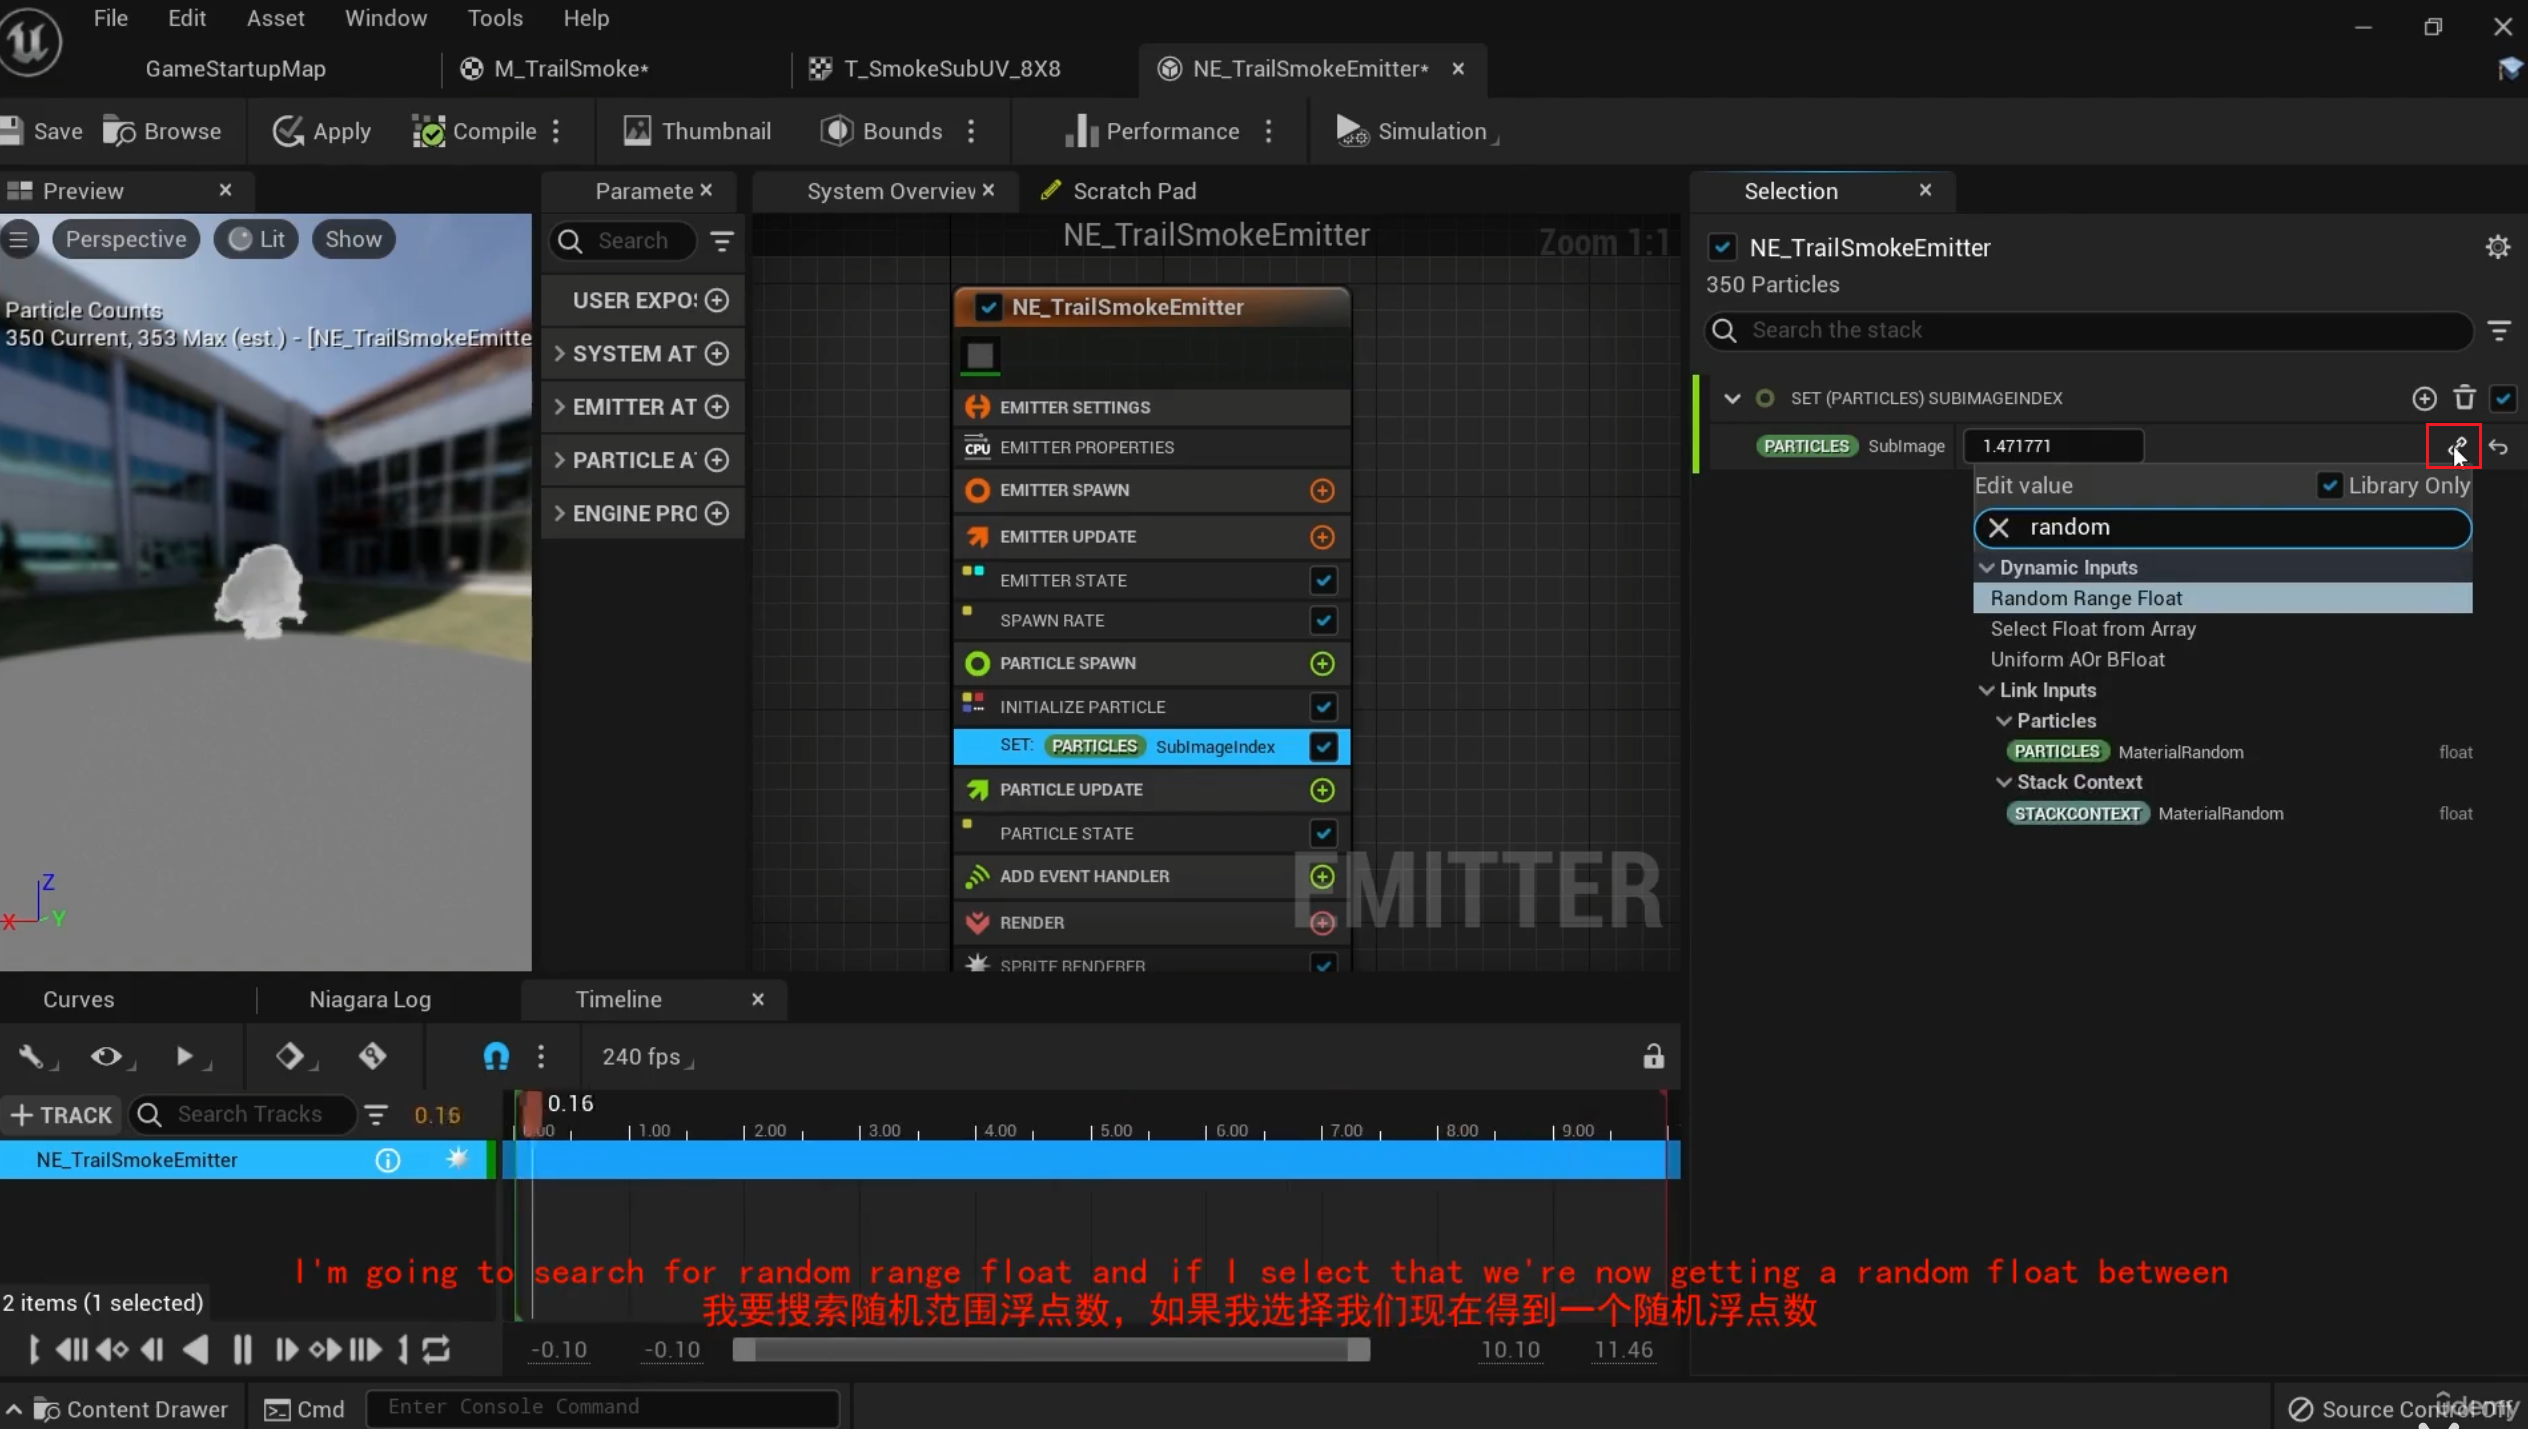 File Edit Asset Window Tools Help
GameStartupMap M_TrailSmoke* T_SmokeSubUV_8X8 NE_TrailSmokeEmitter*
Save Browse Apply Compile Thumbnail Bounds Performance Simulation
Preview Paramete System Overview Scratch Pad Selection
Perspective Lit Show
Particle Counts
350 Current, 353 Max (est.) - [NE_TrailSmokeEmitte
Z
X Y
Search
USER EXPO
SYSTEM AT
EMITTER AT
PARTICLE A
ENGINE PRO
NE_TrailSmokeEmitter Zoom 1:1
NE_TrailSmokeEmitter
EMITTER SETTINGS
CPU EMITTER PROPERTIES
EMITTER SPAWN
EMITTER UPDATE
EMITTER STATE
SPAWN RATE
PARTICLE SPAWN
INITIALIZE PARTICLE
SET: PARTICLES SubImageIndex
PARTICLE UPDATE
PARTICLE STATE
ADD EVENT HANDLER
RENDER
SPRITE RENDERER
EMITTER
NE_TrailSmokeEmitter
350 Particles
Search the stack
SET (PARTICLES) SUBIMAGEINDEX
PARTICLES SubImage 1.471771
Edit value Library Only
random
Dynamic Inputs
Random Range Float
Select Float from Array
Uniform AOr BFloat
Link Inputs
Particles
PARTICLES MaterialRandom float
Stack Context
STACKCONTEXT MaterialRandom float
Curves Niagara Log Timeline
240 fps
+ TRACK Search Tracks 0.16 0.16
1.00 2.00 3.00 4.00 5.00 6.00 7.00 8.00 9.00
NE_TrailSmokeEmitter
I'm going to search for random range float and if I select that we're now getting a random float between
我要搜索随机范围浮点数，如果我选择我们现在得到一个随机浮点数
2 items (1 selected)
-0.10 -0.10 10.10 11.46
Content Drawer Cmd Enter Console Command Source Control Off
udemy